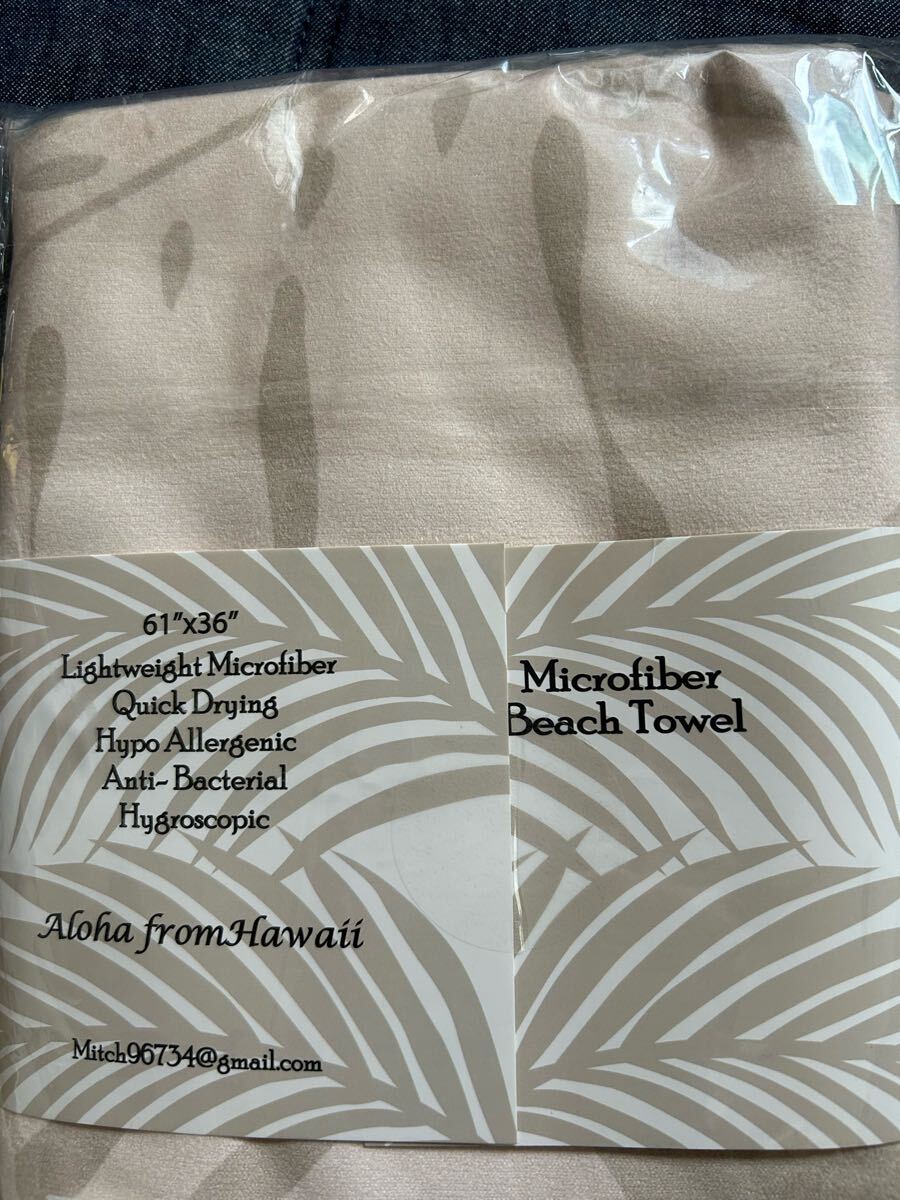 61"x36"
Lightweight Microfiber
Quick Drying
Hypo Allergenic
Anti-Bacterial
Hygroscopic
Aloha fromHawaii
Mitch96734@gmail.com
Microfiber
Beach Towel